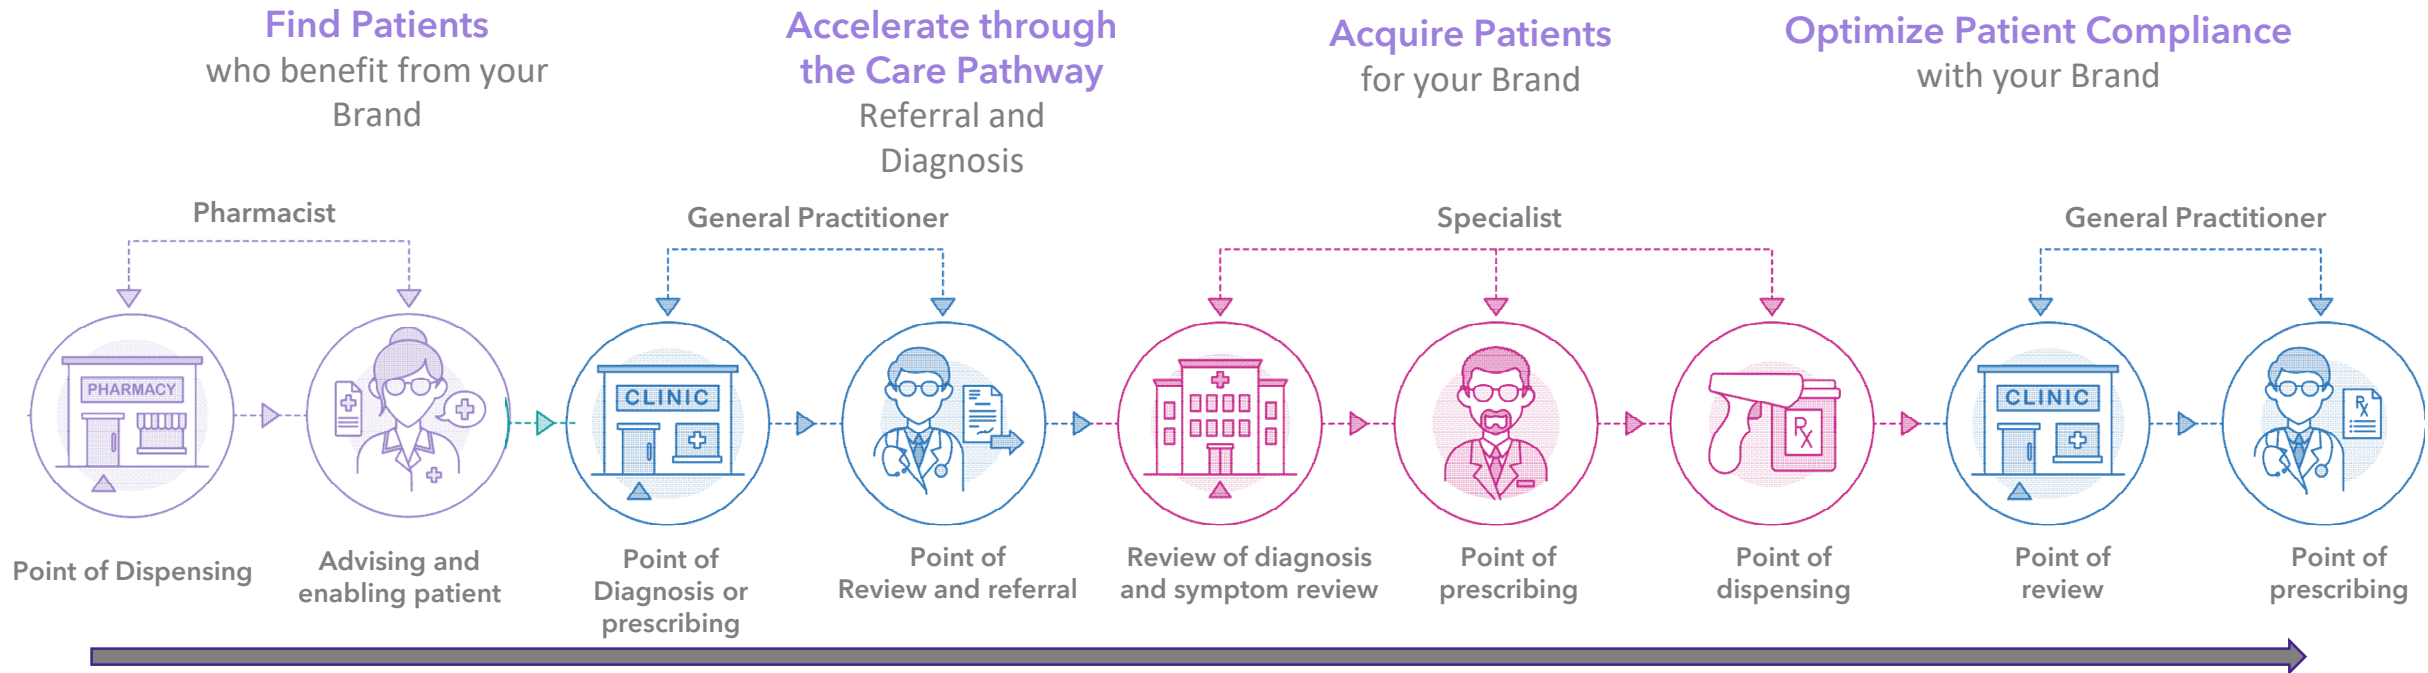 Find Patients
who benefit from your
Brand
Accelerate through
the Care Pathway
Referral and
Diagnosis
Acquire Patients
for your Brand
Optimize Patient Compliance
with your Brand
Pharmacist
General Practitioner
Specialist
General Practitioner
PHARMACY
CLINIC
RX
CLINIC
RX
Point of Dispensing
Advising and
enabling patient
Point of
Diagnosis or
prescribing
Point of
Review and referral
Review of diagnosis
and symptom review
Point of
prescribing
Point of
dispensing
Point of
review
Point of
prescribing